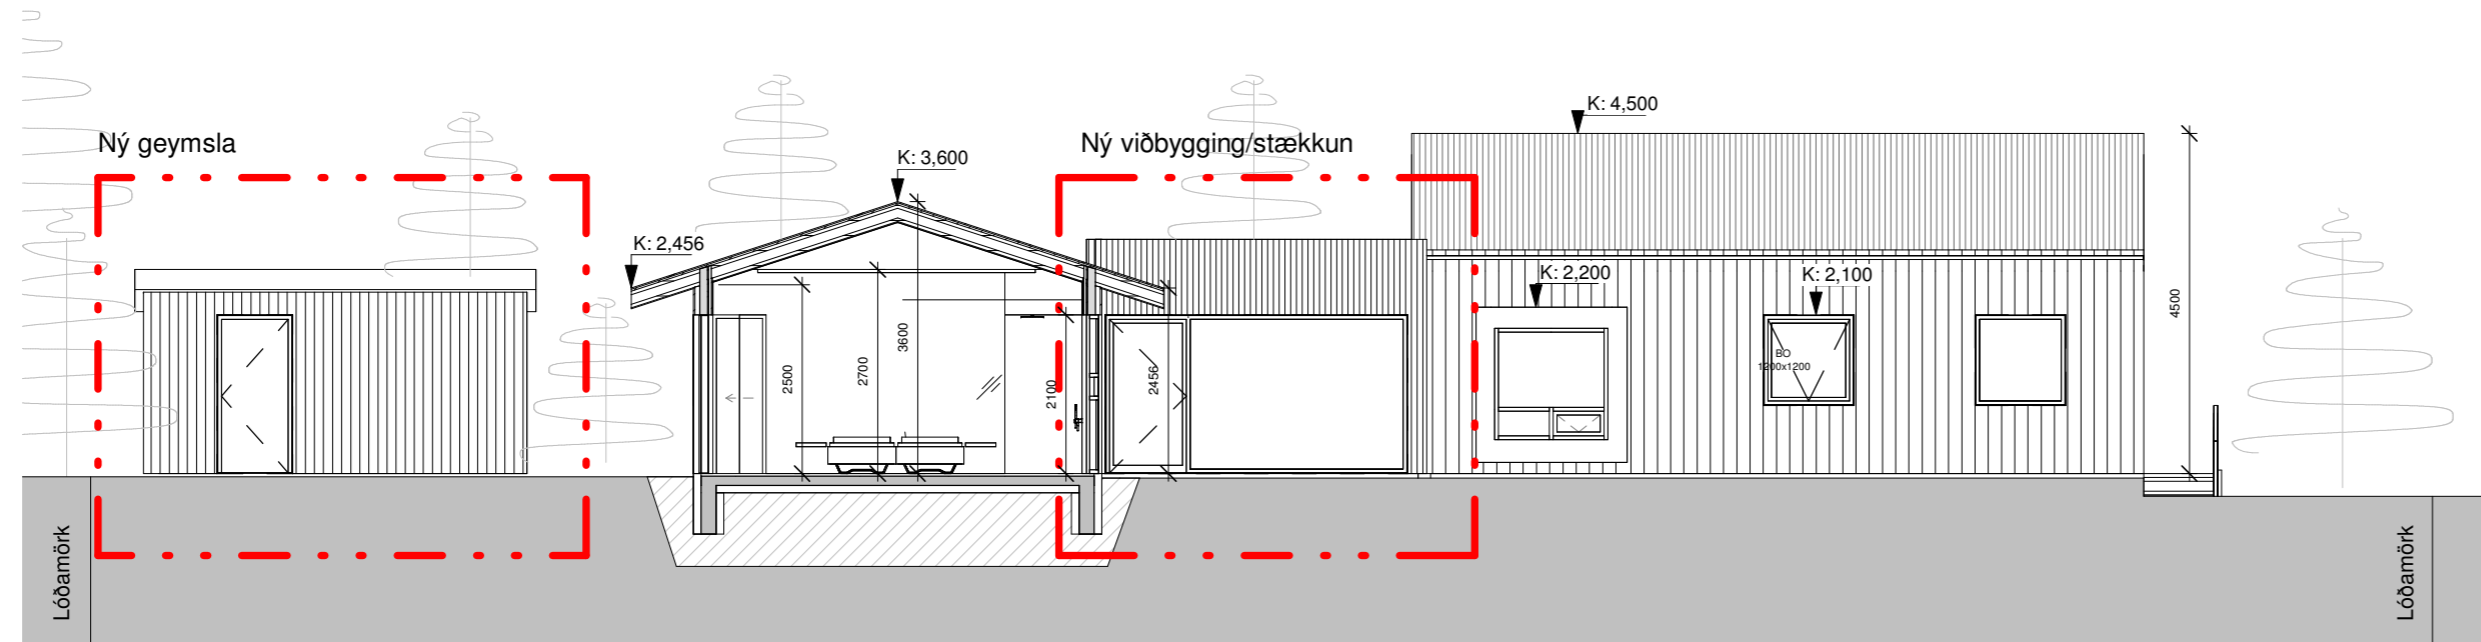 K: 4,500
Ný geymsla
Ný viðbygging/stækkun
K: 3,600
K: 2,456
K: 2,200
K: 2,100
4500
3600
BO
1200x1200
2700
2500
2456
2100
Lóðamörk
Lóðamörk